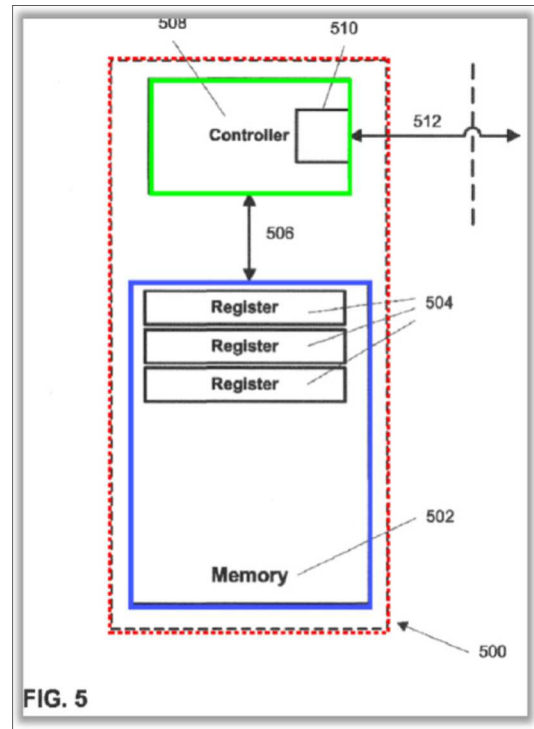 508
510
Controller
512
506
Register
Register
504
Register
502
Memory
500
FIG. 5